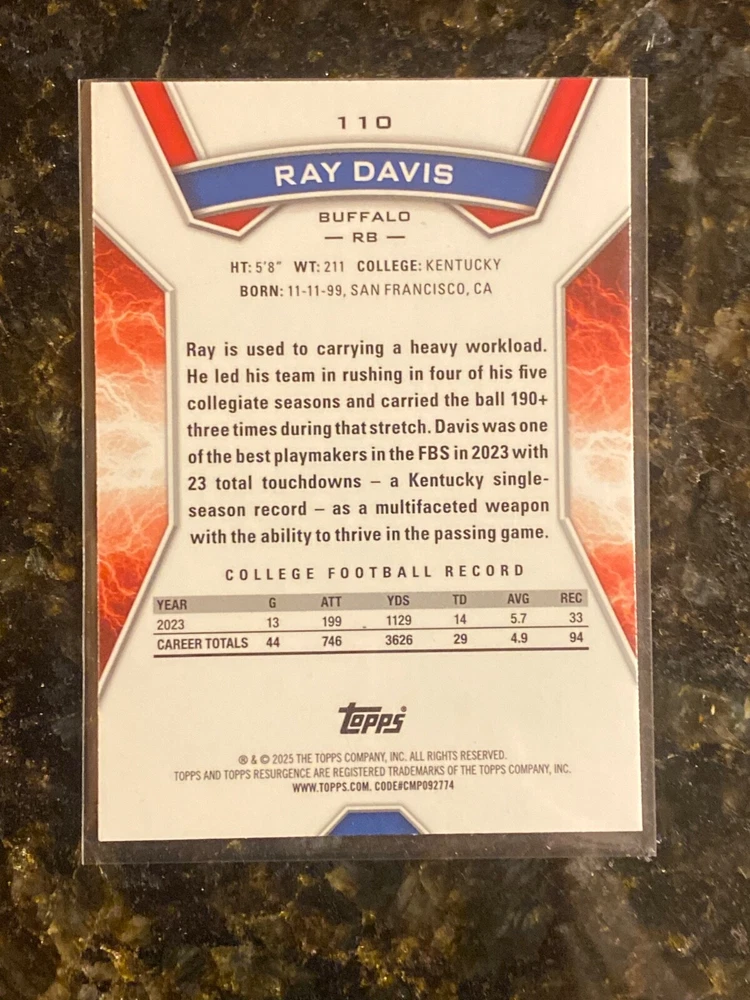 110
RAY DAVIS
BUFFALO
— RB —
HT: 5'8" WT: 211 COLLEGE: KENTUCKY
BORN: 11-11-99, SAN FRANCISCO, CA
Ray is used to carrying a heavy workload.
He led his team in rushing in four of his five
collegiate seasons and carried the ball 190+
three times during that stretch. Davis was one
of the best playmakers in the FBS in 2023 with
23 total touchdowns – a Kentucky single-
season record – as a multifaceted weapon
with the ability to thrive in the passing game.
COLLEGE FOOTBALL RECORD
YEAR G ATT YDS TD AVG REC
2023 13 199 1129 14 5.7 33
CAREER TOTALS 44 746 3626 29 4.9 94
Topps®
® & © 2025 THE TOPPS COMPANY, INC. ALL RIGHTS RESERVED.
TOPPS AND TOPPS RESURGENCE ARE REGISTERED TRADEMARKS OF THE TOPPS COMPANY, INC.
WWW.TOPPS.COM. CODE#CMP092774